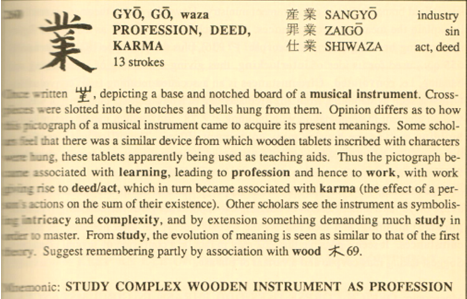 業 GYŌ, GŌ, waza
PROFESSION, DEED,
KARMA
13 strokes
産業 SANGYŌ industry
罪業 ZAIGŌ sin
仕業 SHIWAZA act, deed
written, depicting a base and notched board of a musical instrument. Cross-
were slotted into the notches and bells hung from them. Opinion differs as to how
this pictograph of a musical instrument came to acquire its present meanings. Some schol-
ars feel that there was a similar device from which wooden tablets inscribed with characters
were hung, these tablets apparently being used as teaching aids. Thus the pictograph be-
came associated with learning, leading to profession and hence to work, with work
giving rise to deed/act, which in turn became associated with karma (the effect of a per-
son's actions on the sum of their existence). Other scholars see the instrument as symbolis-
ing intricacy and complexity, and by extension something demanding much study in
order to master. From study, the evolution of meaning is seen as similar to that of the first
theory. Suggest remembering partly by association with wood 木 69.
Mnemonic: STUDY COMPLEX WOODEN INSTRUMENT AS PROFESSION